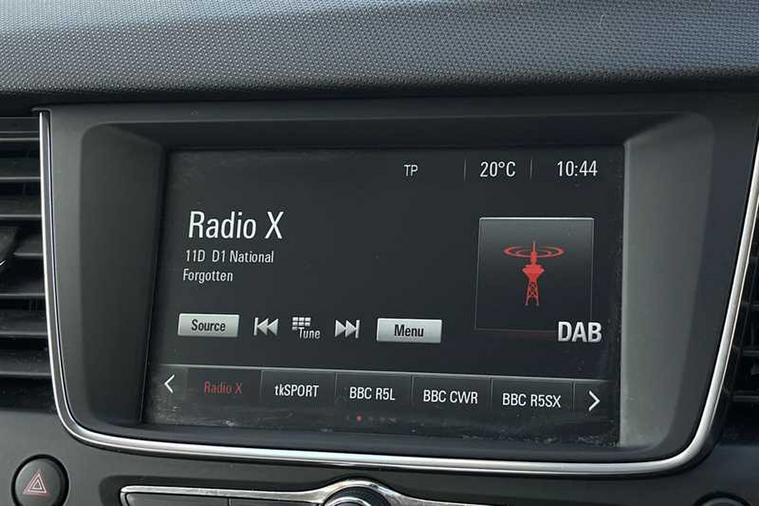 TP 20°C 10:44
Radio X
11D D1 National
Forgotten
DAB
Source Tune Menu
Radio X tkSPORT BBC R5L BBC CWR BBC R5SX